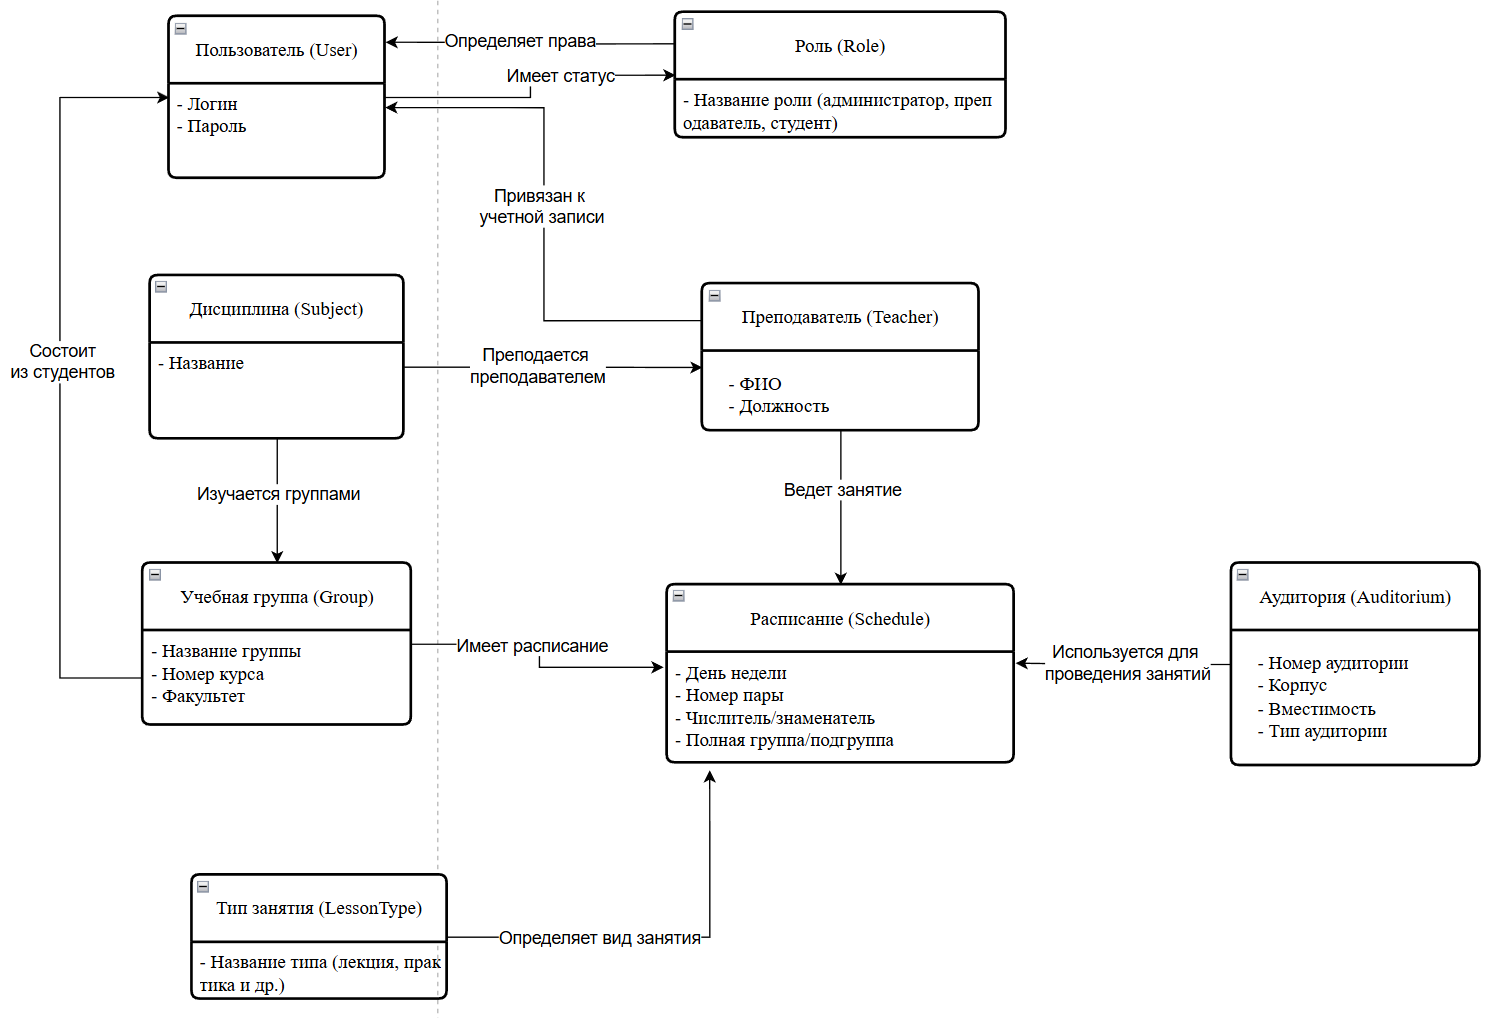 Пользователь (User)
- Логин
- Пароль
Определяет права
Имеет статус
Роль (Role)
- Название роли (администратор, преп
одаватель, студент)
Привязан к
учетной записи
Дисциплина (Subject)
- Название
Преподается
преподавателем
Преподаватель (Teacher)
- ФИО
- Должность
Состоит
из студентов
Изучается группами
Ведет занятие
Учебная группа (Group)
- Название группы
- Номер курса
- Факультет
Имеет расписание
Расписание (Schedule)
- День недели
- Номер пары
- Числитель/знаменатель
- Полная группа/подгруппа
Используется для
проведения занятий
Аудитория (Auditorium)
- Номер аудитории
- Корпус
- Вместимость
- Тип аудитории
Тип занятия (LessonType)
- Название типа (лекция, прак
тика и др.)
Определяет вид занятия